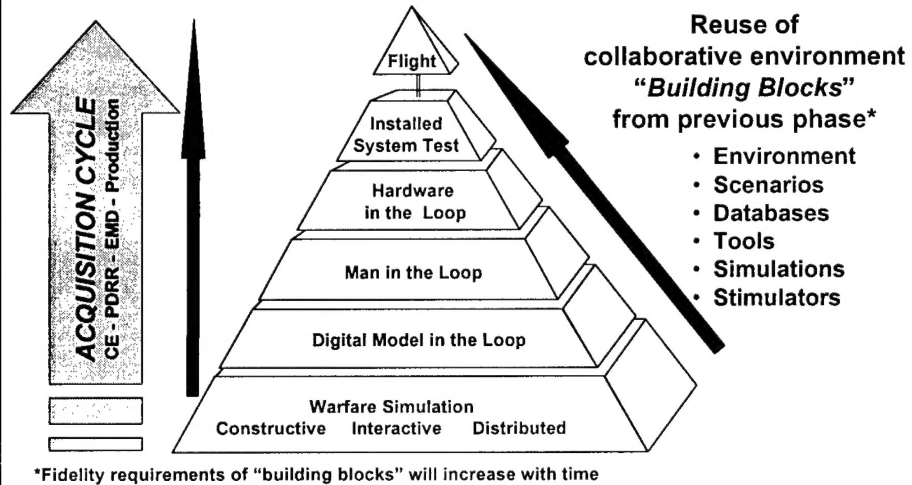 Reuse of
collaborative environment
“Building Blocks”
from previous phase*
• Environment
• Scenarios
• Databases
• Tools
• Simulations
• Stimulators
ACQUISITION CYCLE
CE - PDRR - EMD - Production
Flight
Installed
System Test
Hardware
in the Loop
Man in the Loop
Digital Model in the Loop
Warfare Simulation
Constructive Interactive Distributed
*Fidelity requirements of “building blocks” will increase with time